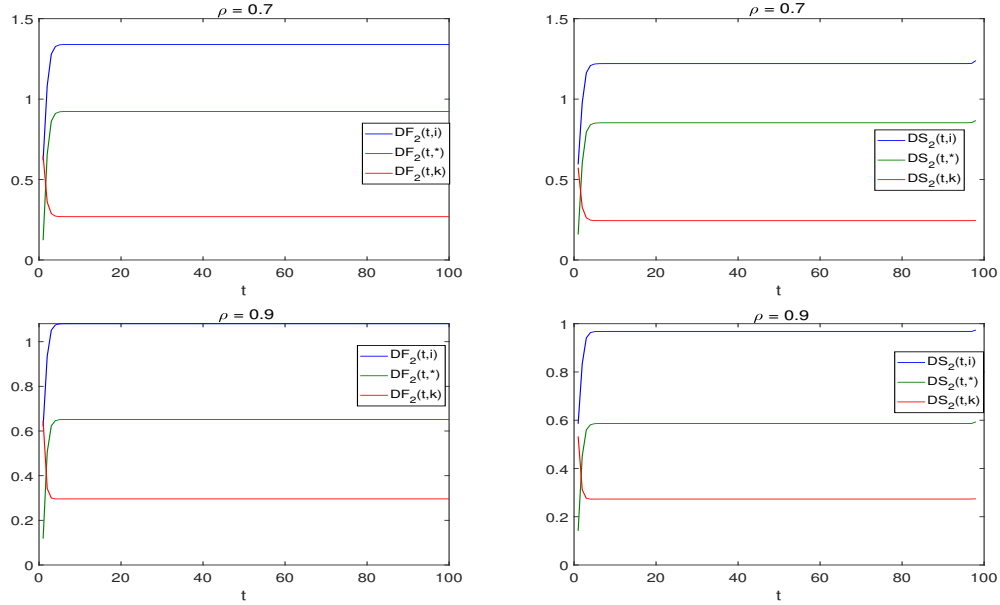 ρ = 0.7
1.5
1
0.5
0
0 20 40 60 80 100
t
DF₂(t,i)
DF₂(t,*)
DF₂(t,k)
ρ = 0.7
1.5
1
0.5
0
0 20 40 60 80 100
t
DS₂(t,i)
DS₂(t,*)
DS₂(t,k)
ρ = 0.9
1
0.8
0.6
0.4
0.2
0
0 20 40 60 80 100
t
DF₂(t,i)
DF₂(t,*)
DF₂(t,k)
ρ = 0.9
1
0.8
0.6
0.4
0.2
0
0 20 40 60 80 100
t
DS₂(t,i)
DS₂(t,*)
DS₂(t,k)